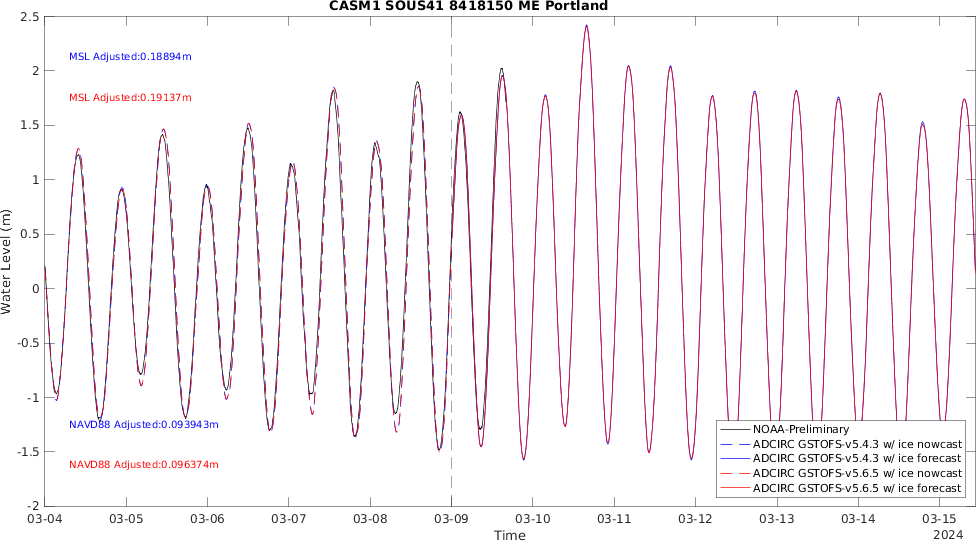 CASM1 SOUS41 8418150 ME Portland
2.5
2
1.5
1
0.5
0
-0.5
-1
-1.5
-2
Water Level (m)
MSL Adjusted:0.18894m
MSL Adjusted:0.19137m
NAVD88 Adjusted:0.093943m
NAVD88 Adjusted:0.096374m
NOAA-Preliminary
ADCIRC GSTOFS-v5.4.3 w/ ice nowcast
ADCIRC GSTOFS-v5.4.3 w/ ice forecast
ADCIRC GSTOFS-v5.6.5 w/ ice nowcast
ADCIRC GSTOFS-v5.6.5 w/ ice forecast
03-04 03-05 03-06 03-07 03-08 03-09 03-10 03-11 03-12 03-13 03-14 03-15
Time
2024